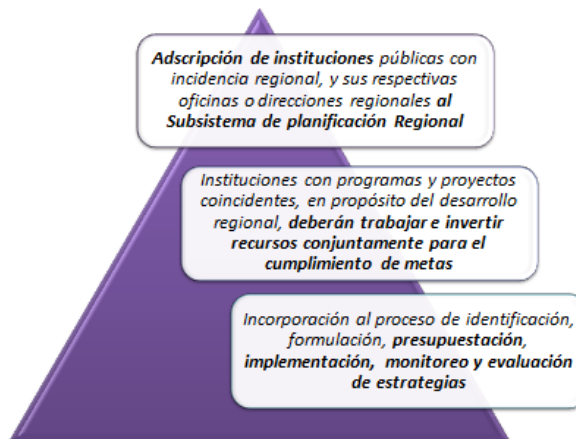 Adscripción de instituciones públicas con
incidencia regional, y sus respectivas
oficinas o direcciones regionales al
Subsistema de planificación Regional
Instituciones con programas y proyectos
coincidentes, en propósito del desarrollo
regional, deberán trabajar e invertir
recursos conjuntamente para el
cumplimiento de metas
Incorporación al proceso de identificación,
formulación, presupuestación,
implementación, monitoreo y evaluación
de estrategias